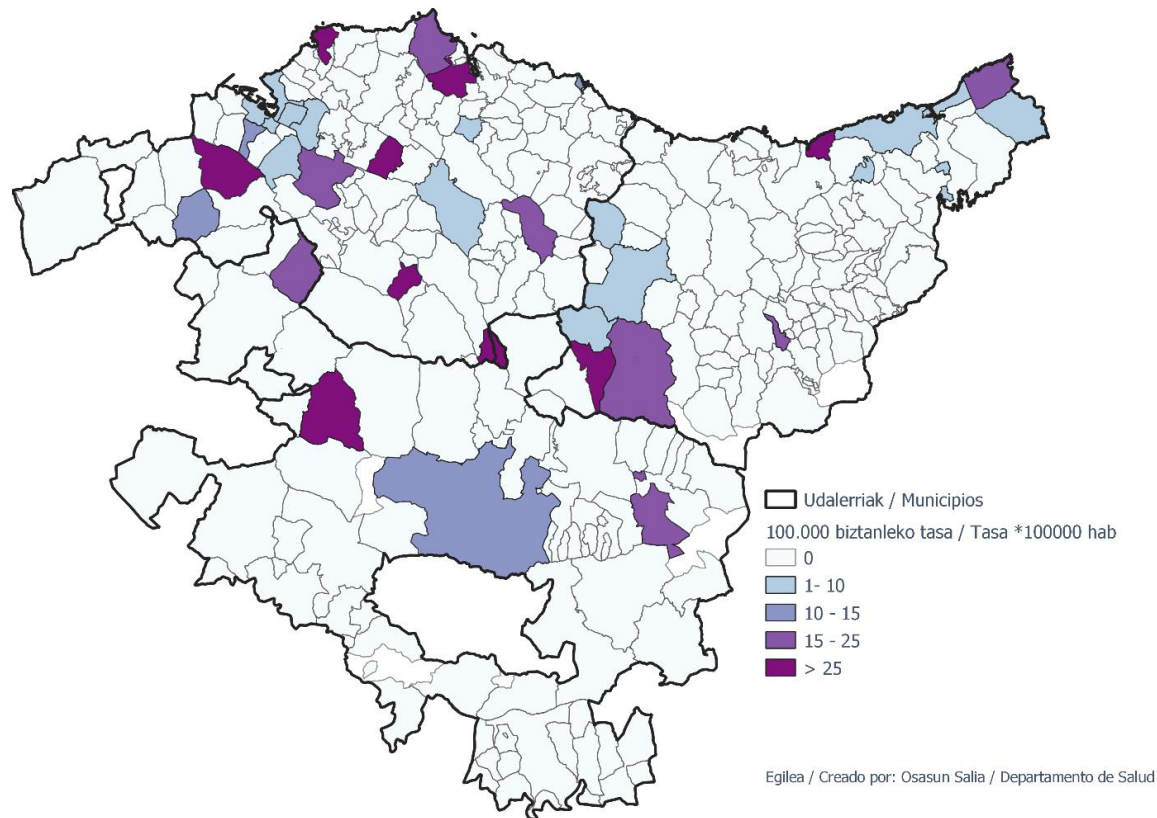 Udalerriak / Municipios
100.000 biztanleko tasa / Tasa *100000 hab
0
1- 10
10 - 15
15 - 25
> 25
Egilea / Creado por: Osasun Salia / Departamento de Salud